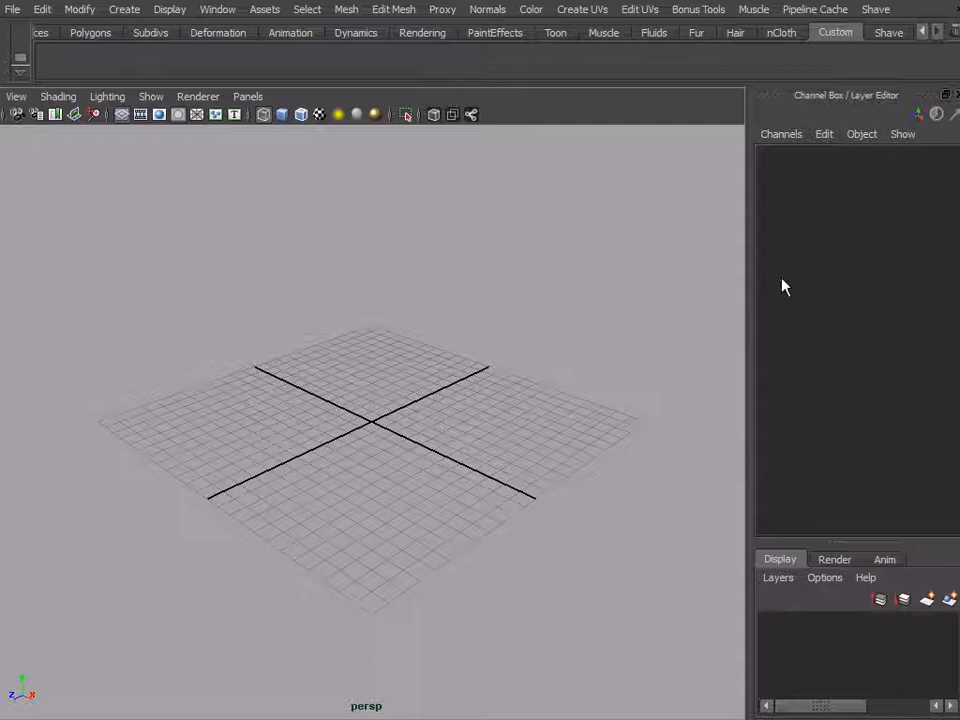 File Edit Modify Create Display Window Assets Select Mesh Edit Mesh Proxy Normals Color Create UVs Edit UVs Bonus Tools Muscle Pipeline Cache Shave
ces Polygons Subdivs Deformation Animation Dynamics Rendering PaintEffects Toon Muscle Fluids Fur Hair nCloth Custom Shave
View Shading Lighting Show Renderer Panels
Channel Box / Layer Editor
T
Channels Edit Object Show
Display Render Anim
Layers Options Help
z x
persp